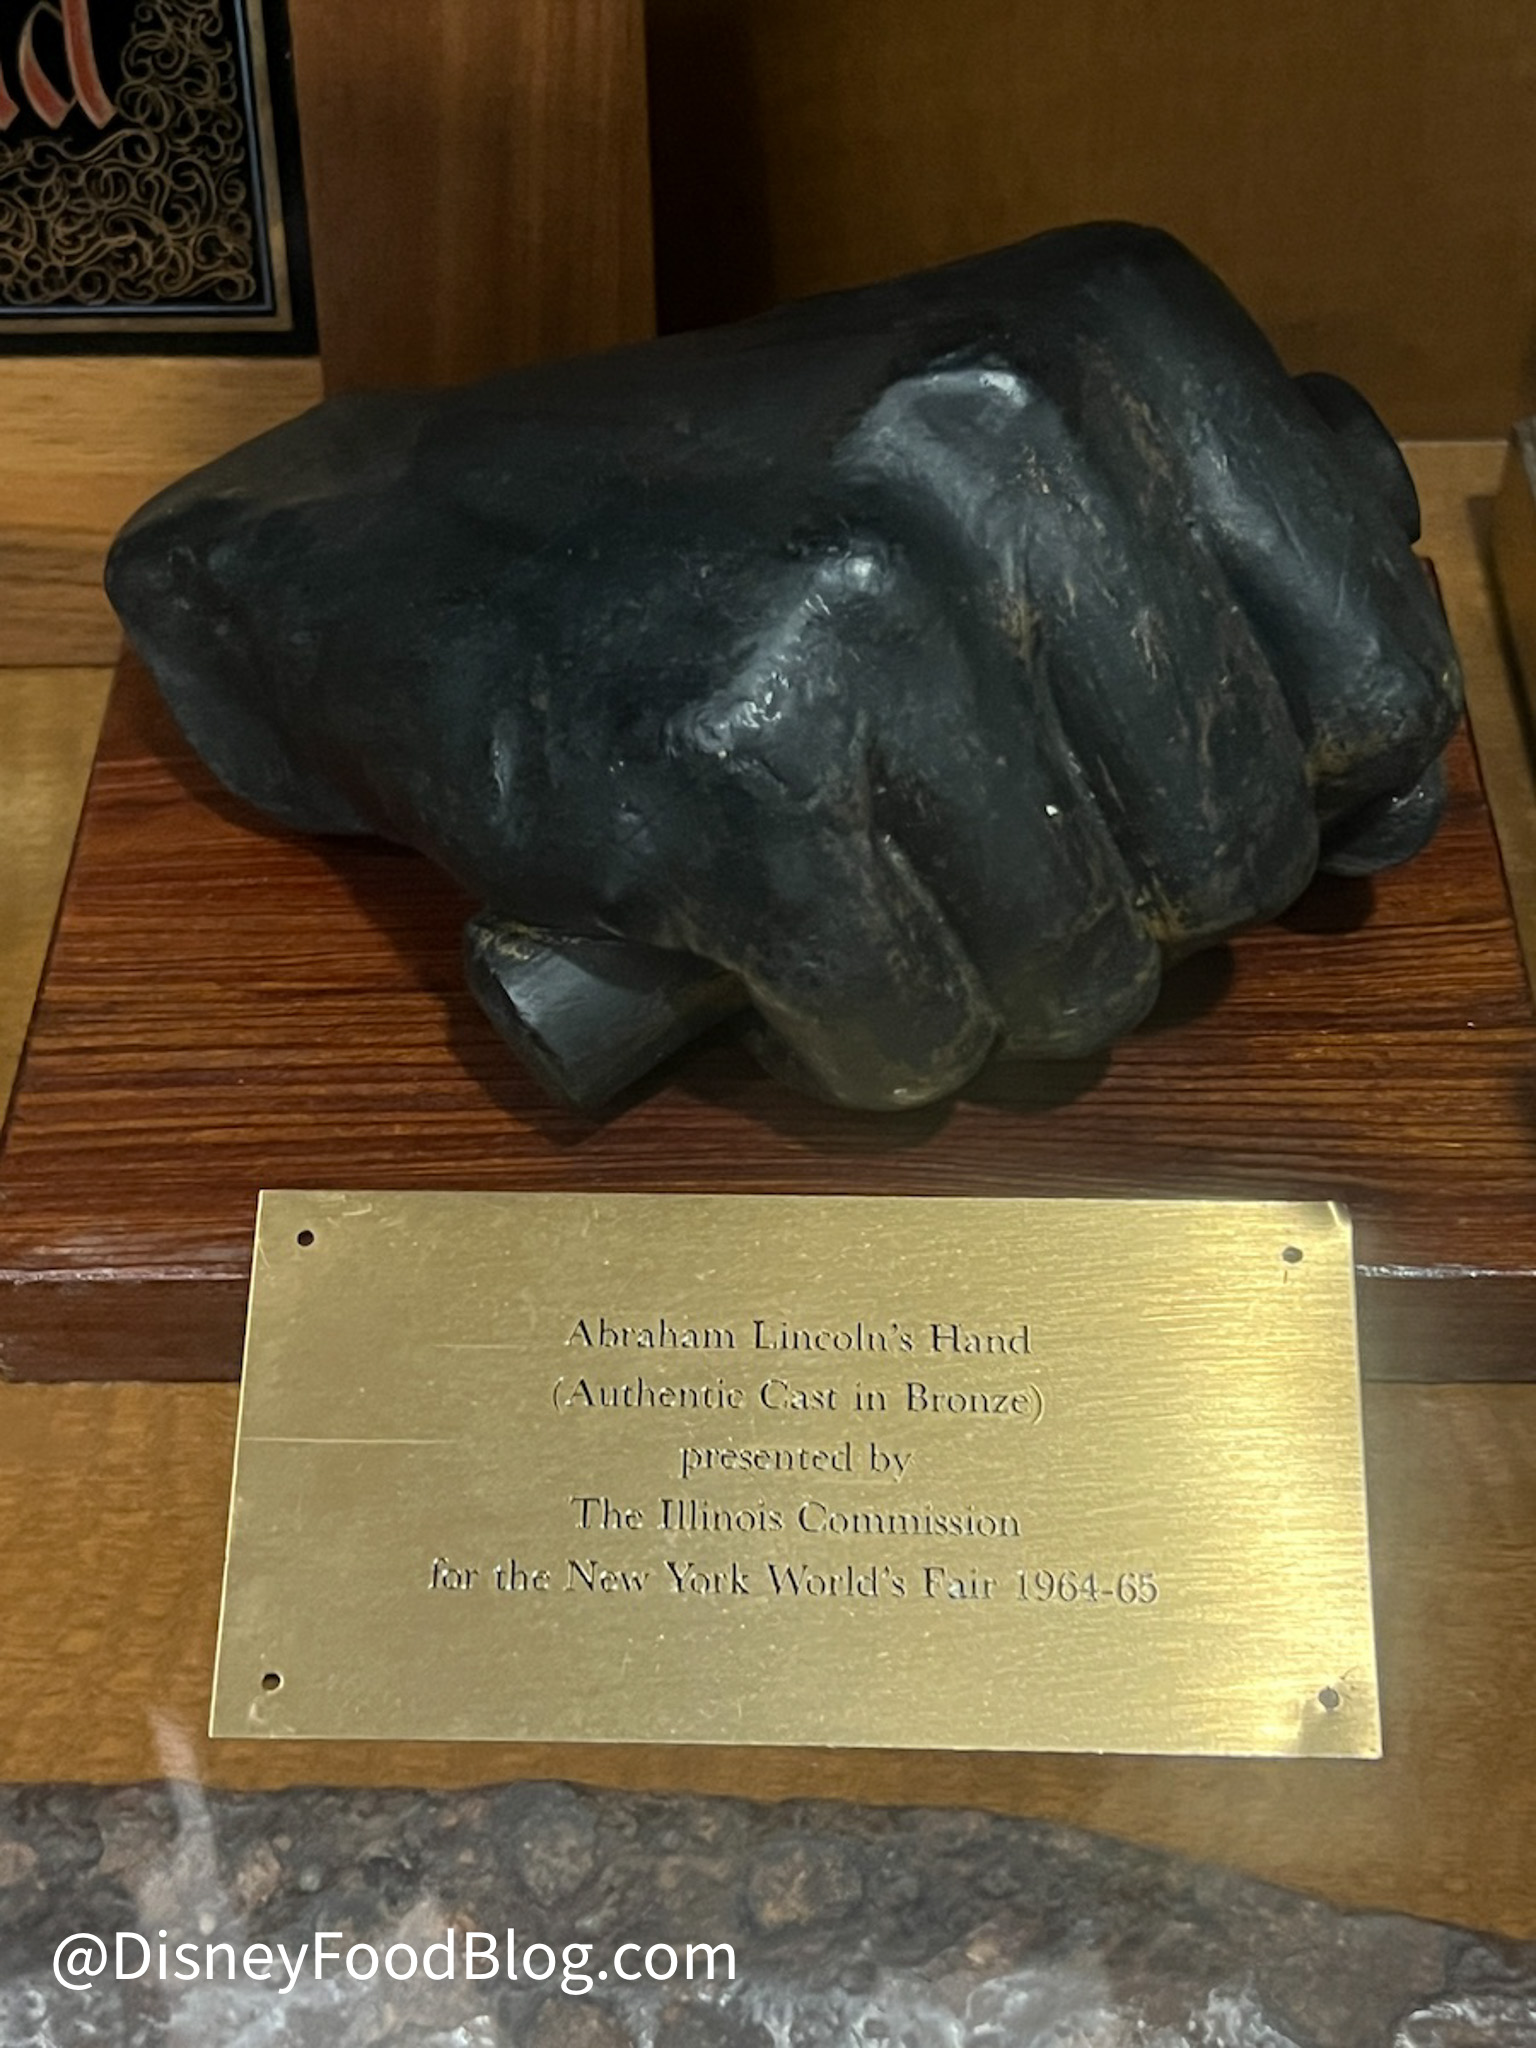 d
Abraham Lincoln's Hand
(Authentic Cast in Bronze)
presented by
The Illinois Commission
for the New York World's Fair 1964-65
@DisneyFoodBlog.com